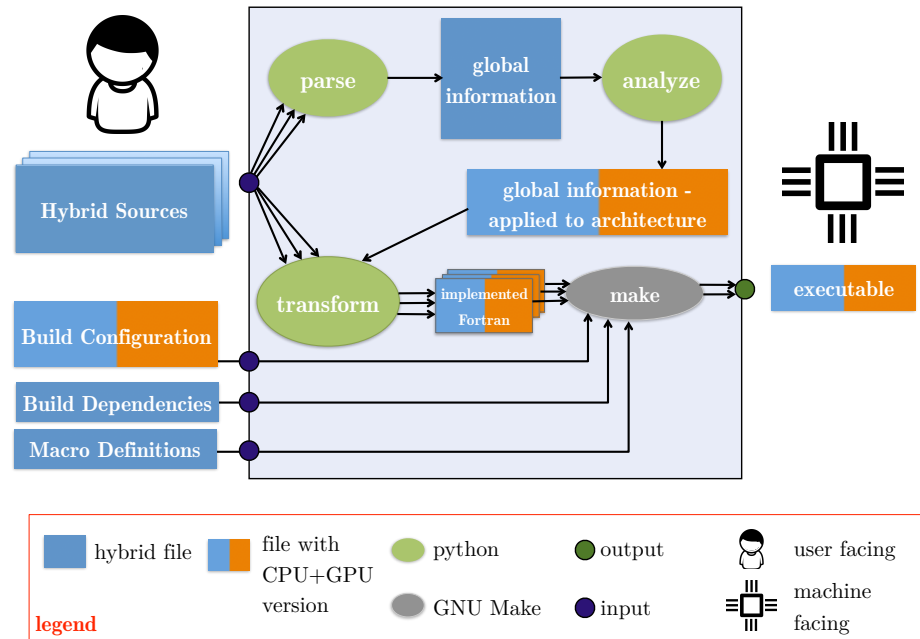 parse
global
information
analyze
Hybrid Sources
global information -
applied to architecture
transform
implemented
Fortran
make
executable
Build Configuration
Build Dependencies
Macro Definitions
hybrid file
file with
CPU+GPU
version
python
GNU Make
output
input
user facing
machine
facing
legend